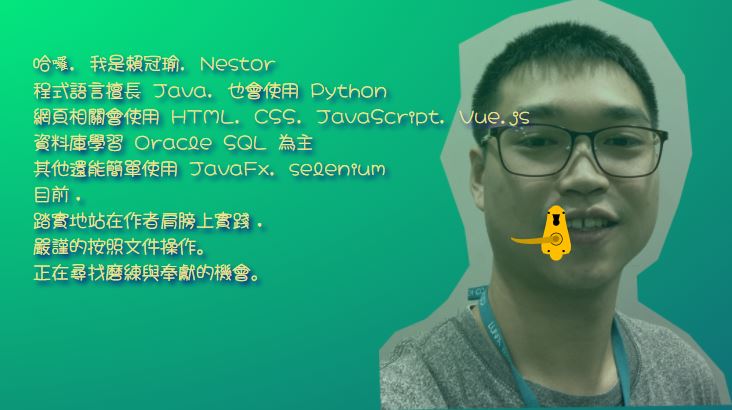 哈囉. 我是賴冠瑜. Nestor
程式語言擅長 Java. 也會使用 Python
網頁相關會使用 HTML. CSS. JavaScript. Vue.js
資料庫學習 Oracle SQL 為主
其他還能簡單使用 JavaFx. selenium
目前，
踏實地站在作者肩膀上實踐，
嚴謹的按照文件操作。
正在尋找磨練與奉獻的機會。